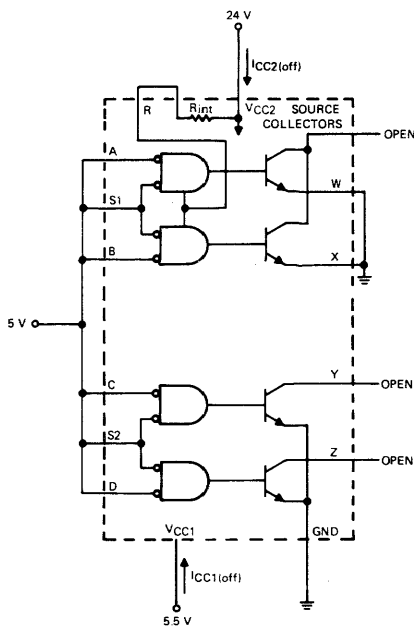 24 V
ICC2(off)
R
Rint
VCC2
SOURCE
COLLECTORS
OPEN
A
W
S1
B
X
5 V
C
Y
OPEN
S2
Z
OPEN
D
VCC1
GND
ICC1(off)
5.5 V